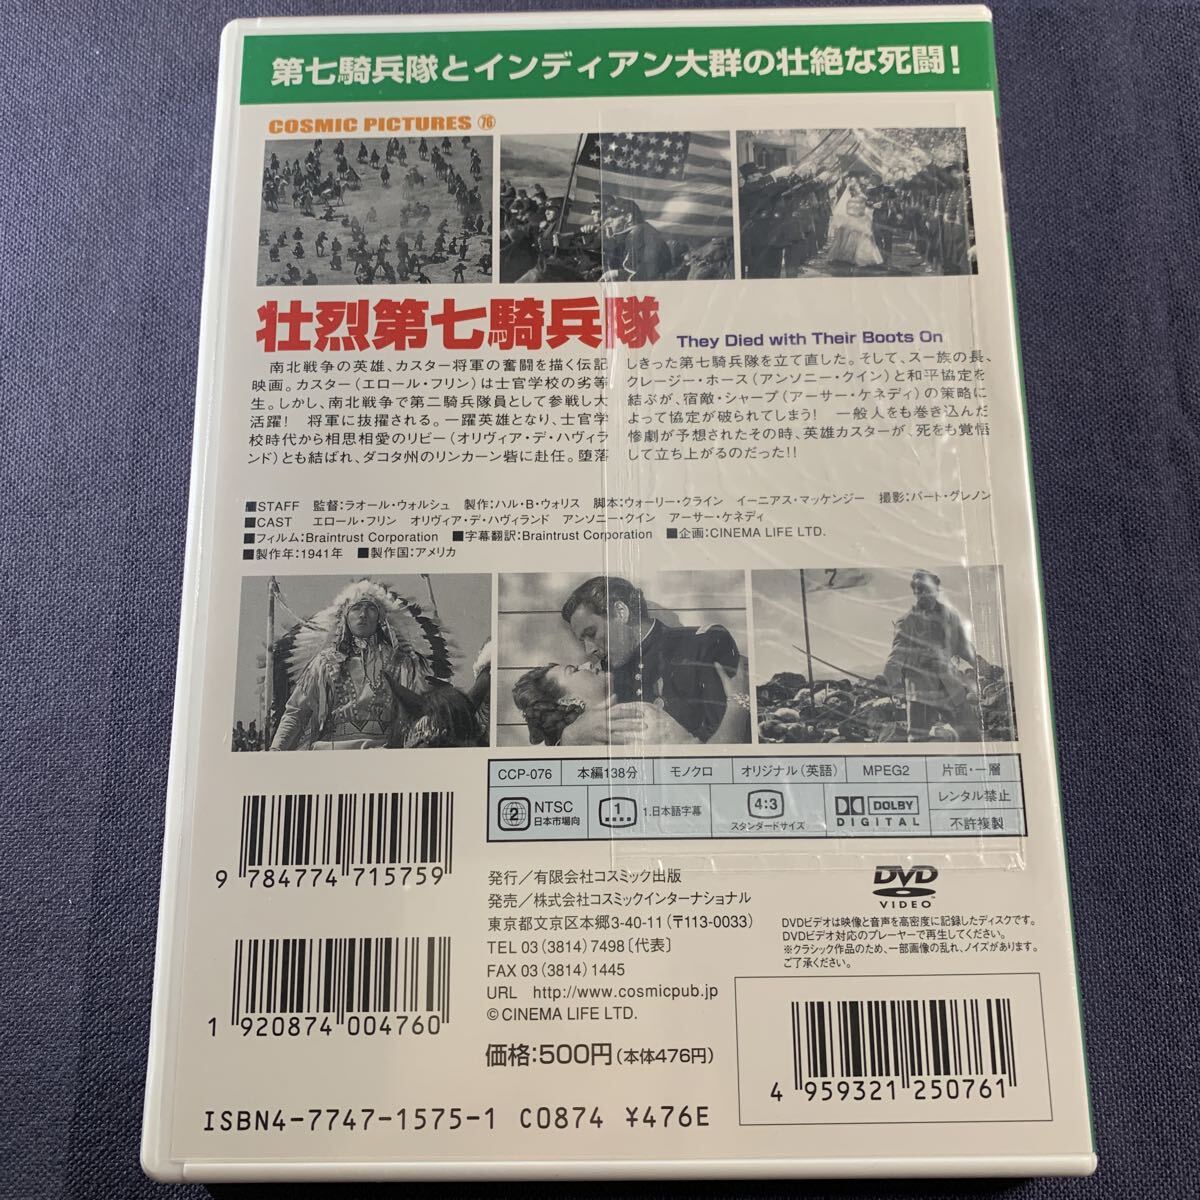 第七騎兵隊とインディアン大群の壮絶な死闘!
COSMIC PICTURES 76
壮烈第七騎兵隊 They Died with Their Boots On
南北戦争の英雄、カスター将軍の奮闘を描く伝記
映画。カスター(エロール・フリン)は士官学校の劣等
生。しかし、南北戦争で第二騎兵隊員として参戦し大
活躍! 将軍に抜擢される。一躍英雄となり、士官学
校時代から相思相愛のリビー(オリヴィア・デ・ハヴィラ
ンド)とも結ばれ、ダコタ州のリンカーン砦に赴任。堕落
しきった第七騎兵隊を立て直した。そして、スー族の長、
クレージー・ホース(アンソニー・クイン)と和平協定を
結ぶが、宿敵・シャープ(アーサー・ケネディ)の策略に
よって協定が破られてしまう! 一般人をも巻き込んだ
惨劇が予想されたその時、英雄カスターが、死をも覚悟
して立ち上がるのだった!!
■STAFF 監督:ラオール・ウォルシュ 製作:ハル・B・ウォリス 脚本:ウォーリー・クライン イーニアス・マッケンジー 撮影:バート・グレノン
■CAST エロール・フリン オリヴィア・デ・ハヴィランド アンソニー・クイン アーサー・ケネディ
■フィルム:Braintrust Corporation ■字幕翻訳:Braintrust Corporation ■企画:CINEMA LIFE LTD.
■製作年:1941年 ■製作国:アメリカ
7
CCP-076 本編138分 モノクロ オリジナル(英語) MPEG2 片面・一層
2 NTSC 日本市場向 1 1.日本語字幕 4:3 スタンダードサイズ DOLBY DIGITAL レンタル禁止
不許複製
9 784774 715759
発行/有限会社コスミック出版
発売/株式会社コスミックインターナショナル
東京都文京区本郷3-40-11(〒113-0033)
TEL 03(3814)7498〔代表〕
FAX 03(3814)1445
URL http://www.cosmicpub.jp
©CINEMA LIFE LTD.
価格:500円(本体476円)
DVD VIDEO™
DVDビデオは映像と音声を高密度に記録したディスクです。
DVDビデオ対応のプレーヤーで再生してください。
※クラシック作品のため、一部画像の乱れ、ノイズがあります。
ご了承ください。
1 920874 004760
4 959321 250761
ISBN4-7747-1575-1 C0874 ¥476E